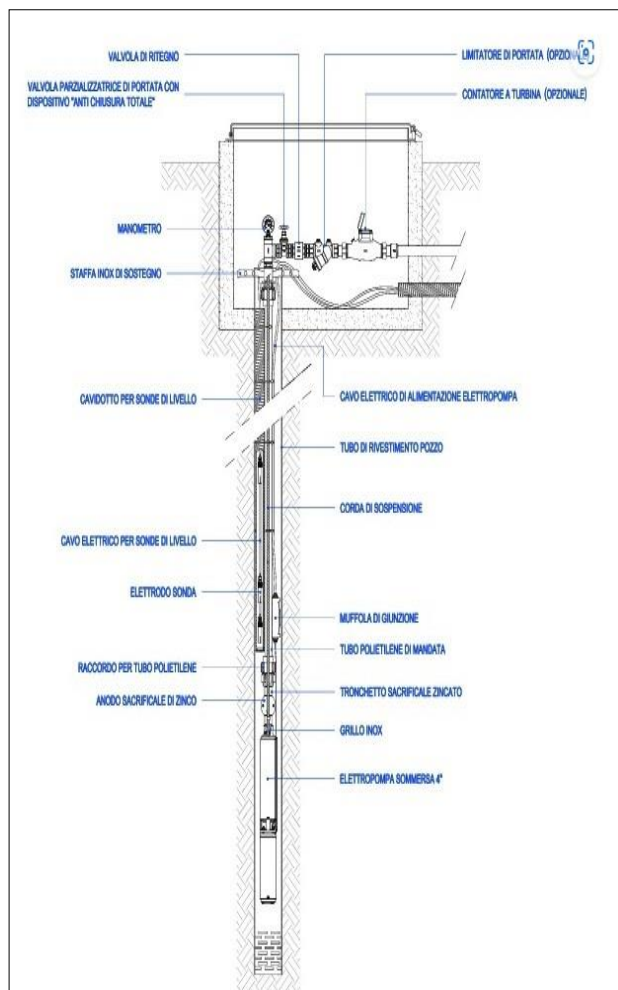 VALVOLA DI RITEGNO
LIMITATORE DI PORTATA (OPZION
VALVOLA PARZIALIZZATRICE DI PORTATA CON
DISPOSITIVO "ANTI CHIUSURA TOTALE"
CONTATORE A TURBINA (OPZIONALE)
MANOMETRO
STAFFA INOX DI SOSTEGNO
CAVIDOTTO PER SONDE DI LIVELLO
CAVO ELETTRICO DI ALIMENTAZIONE ELETTROPOMPA
TUBO DI RIVESTIMENTO POZZO
CORDA DI SOSPENSIONE
CAVO ELETTRICO PER SONDE DI LIVELLO
ELETTRODO SONDA
MUFFOLA DI GIUNZIONE
TUBO POLIETILENE DI MANDATA
RACCORDO PER TUBO POLIETILENE
TRONCHETTO SACRIFICALE ZINCATO
ANODO SACRIFICALE DI ZINCO
GRILLO INOX
ELETTROPOMPA SOMMERSA 4"